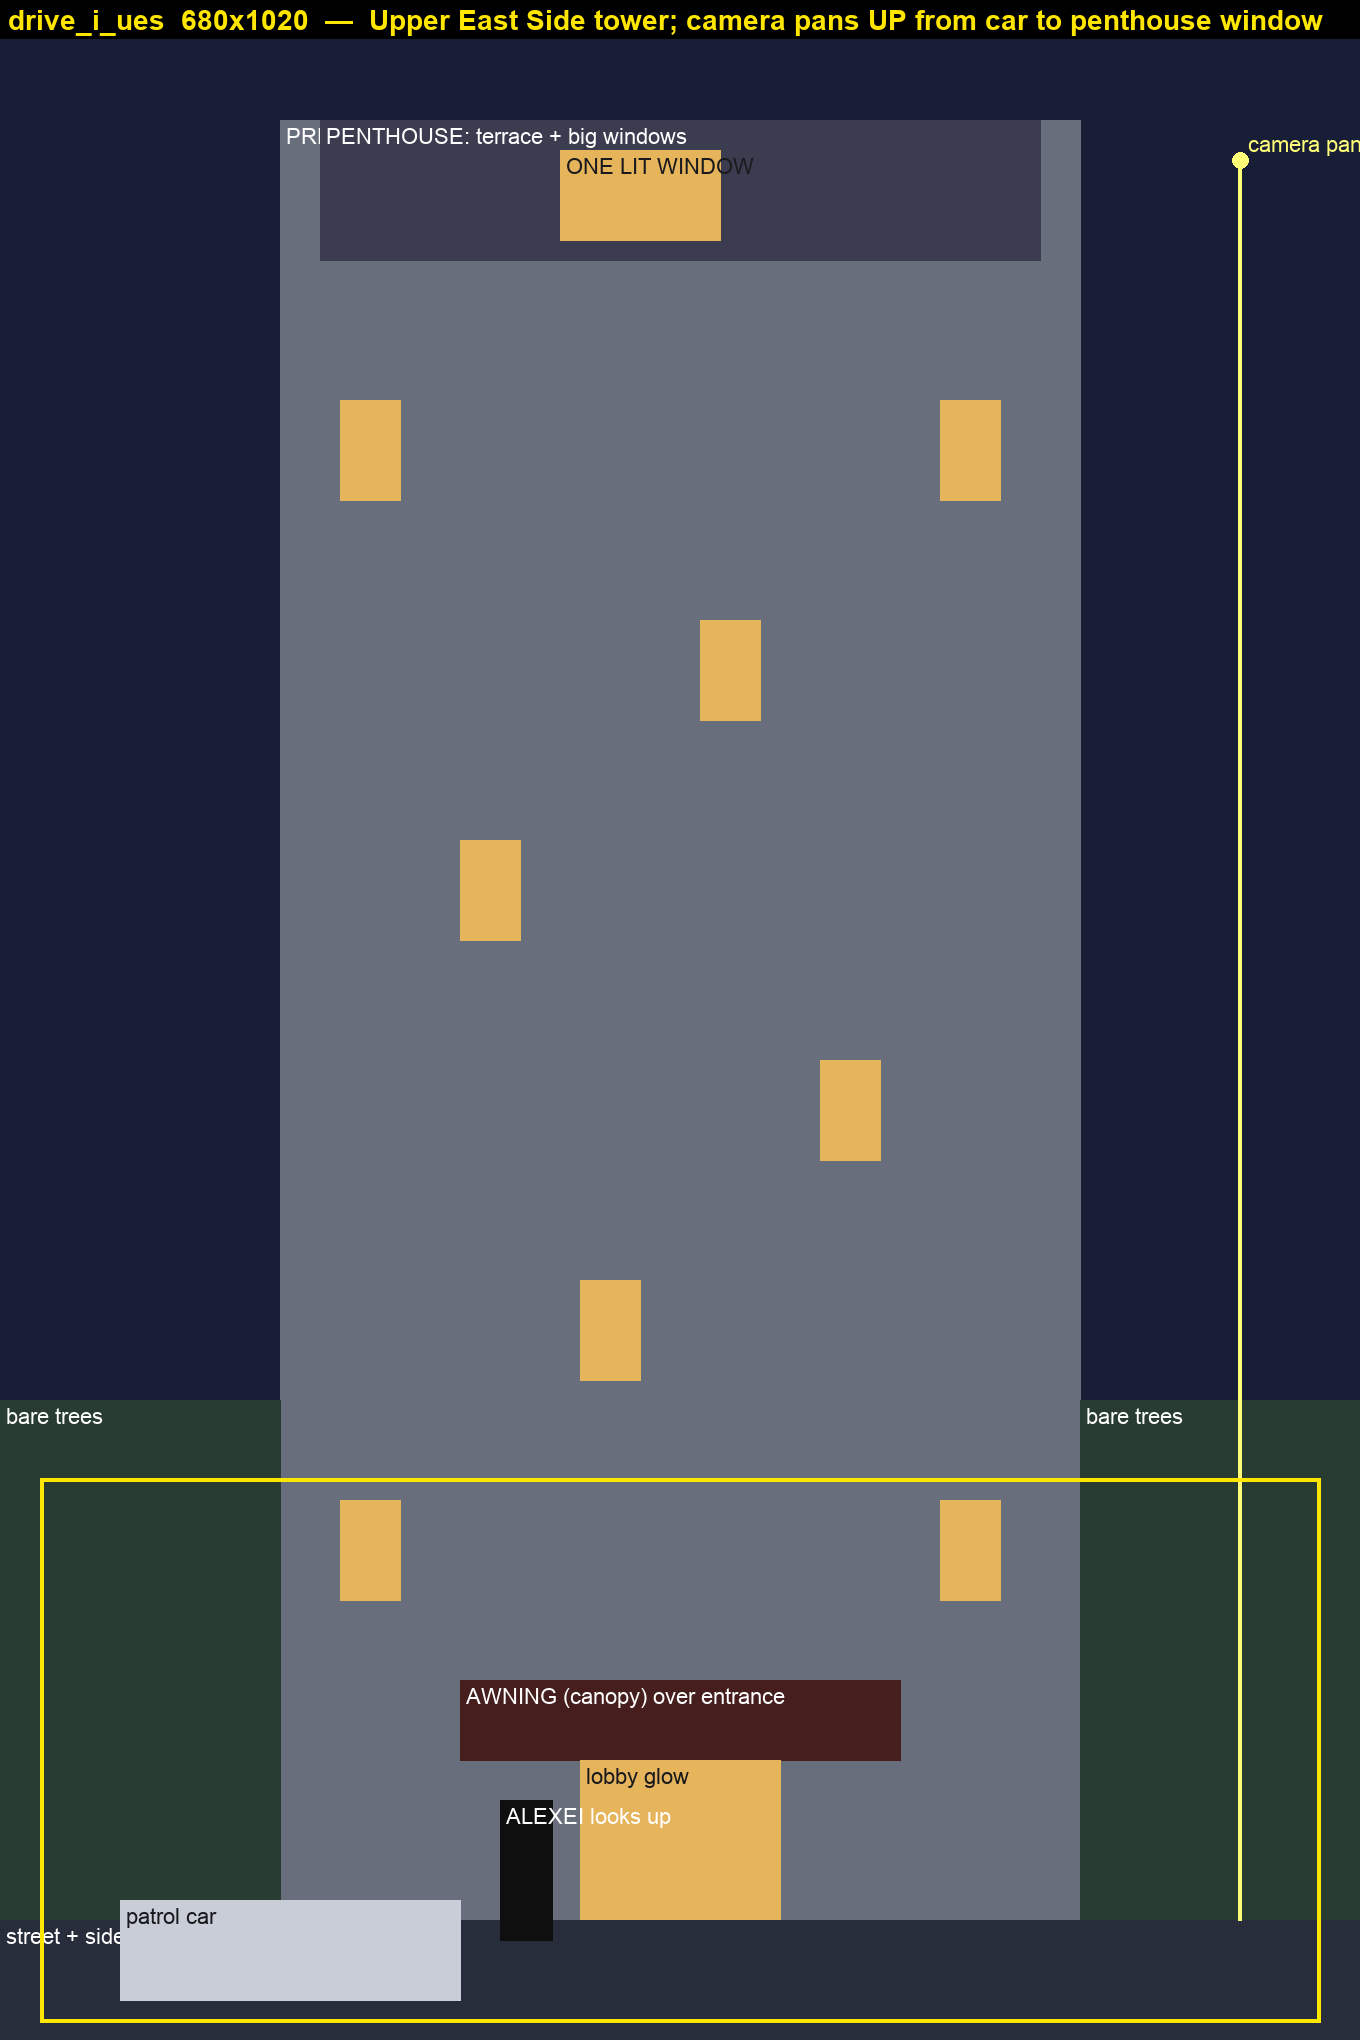 drive_i_ues 680x1020 — Upper East Side tower; camera pans UP from car to penthouse window
camera pan
PRI
PENTHOUSE: terrace + big windows
ONE LIT WINDOW
bare trees
bare trees
AWNING (canopy) over entrance
lobby glow
ALEXEI looks up
patrol car
street + side